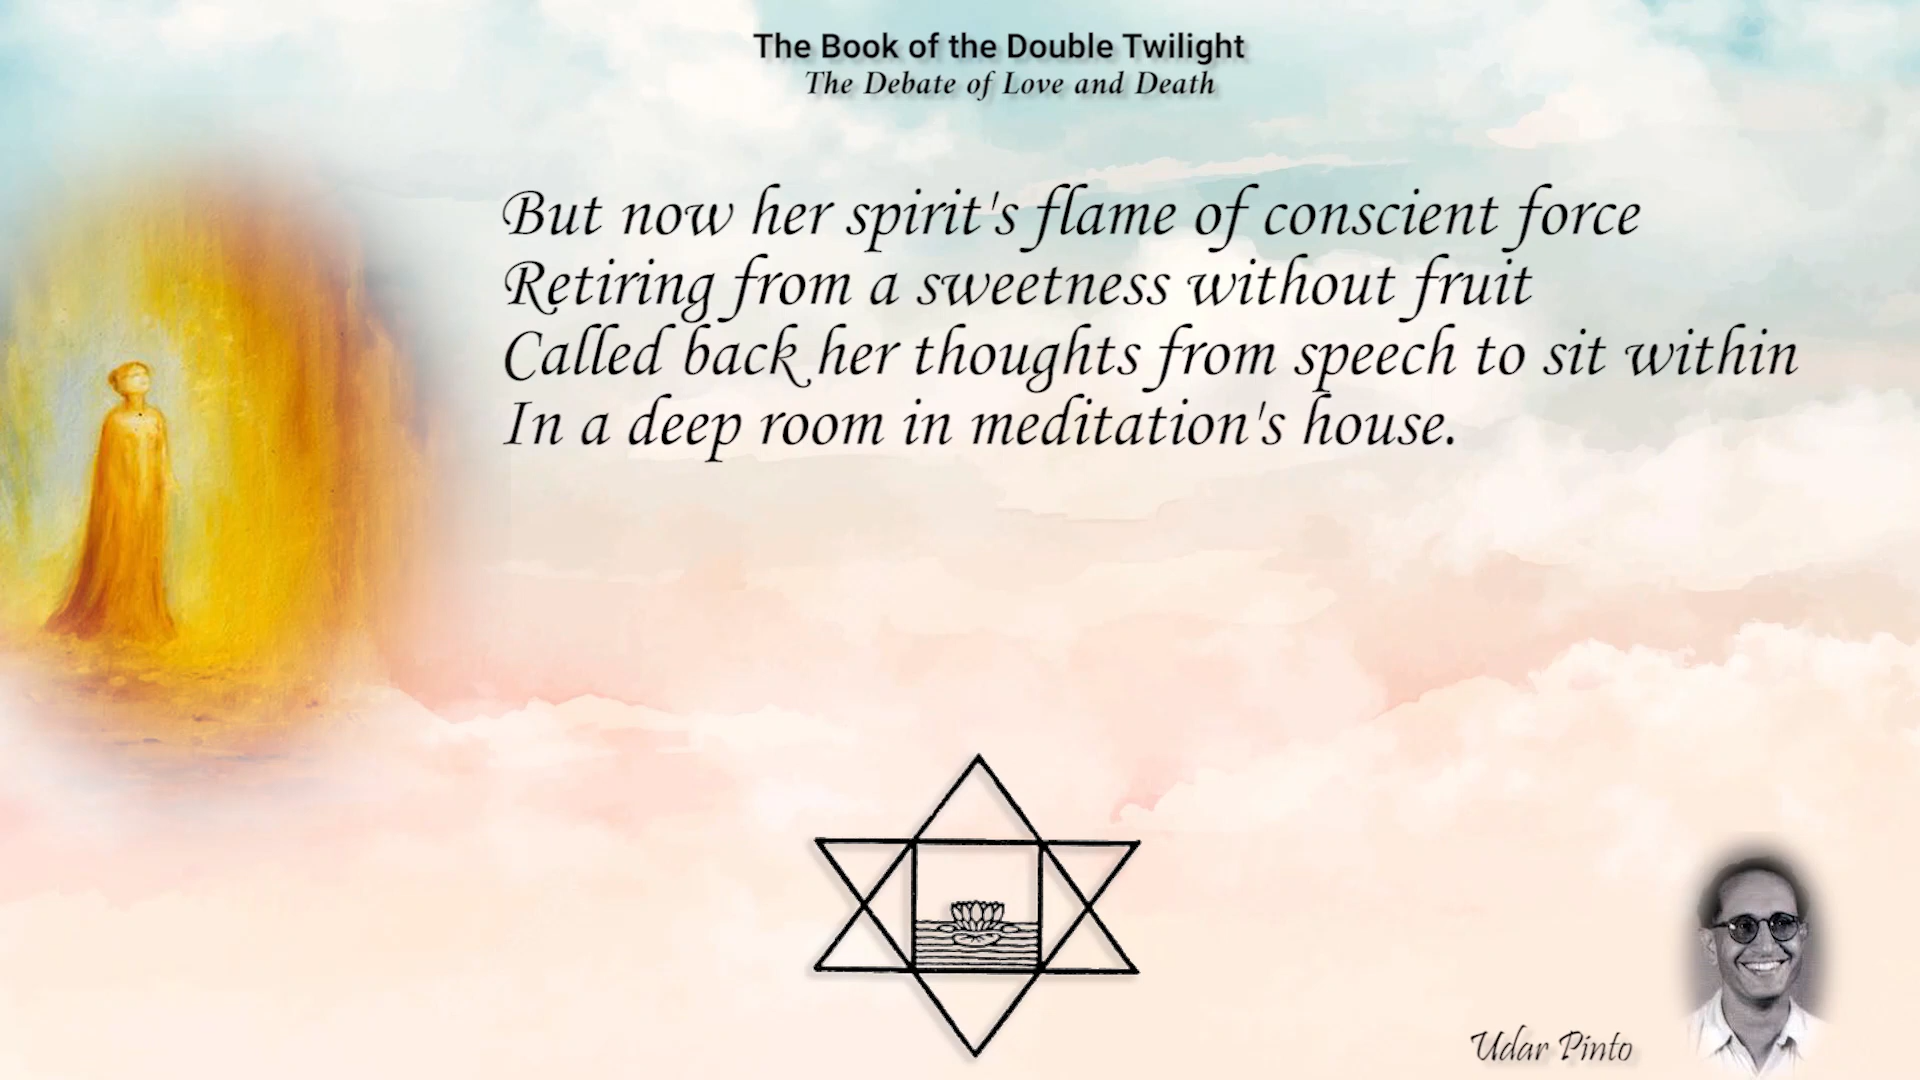 The Book of the Double Twilight
The Debate of Love and Death
But now her spirit's flame of conscient force
Retiring from a sweetness without fruit
Called back her thoughts from speech to sit within
In a deep room in meditation's house.
Udar Pinto